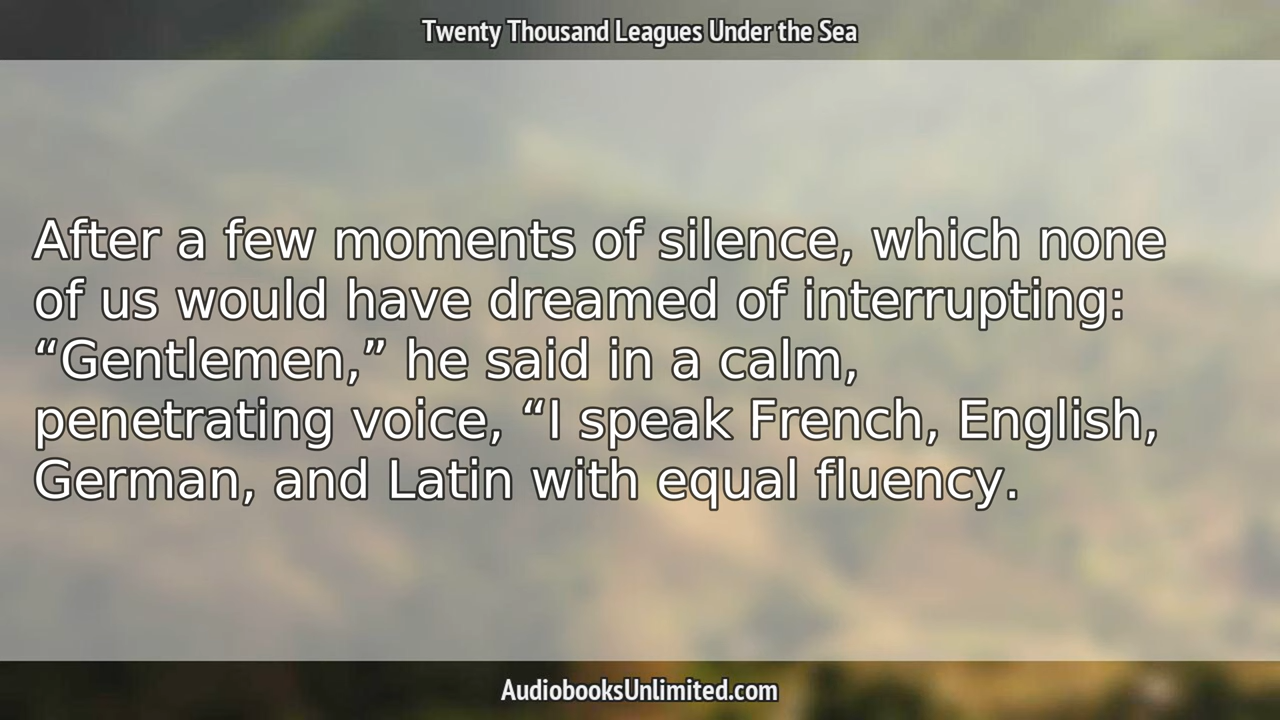 Twenty Thousand Leagues Under the Sea
After a few moments of silence, which none
of us would have dreamed of interrupting:
“Gentlemen,” he said in a calm,
penetrating voice, “I speak French, English,
German, and Latin with equal fluency.
AudiobooksUnlimited.com